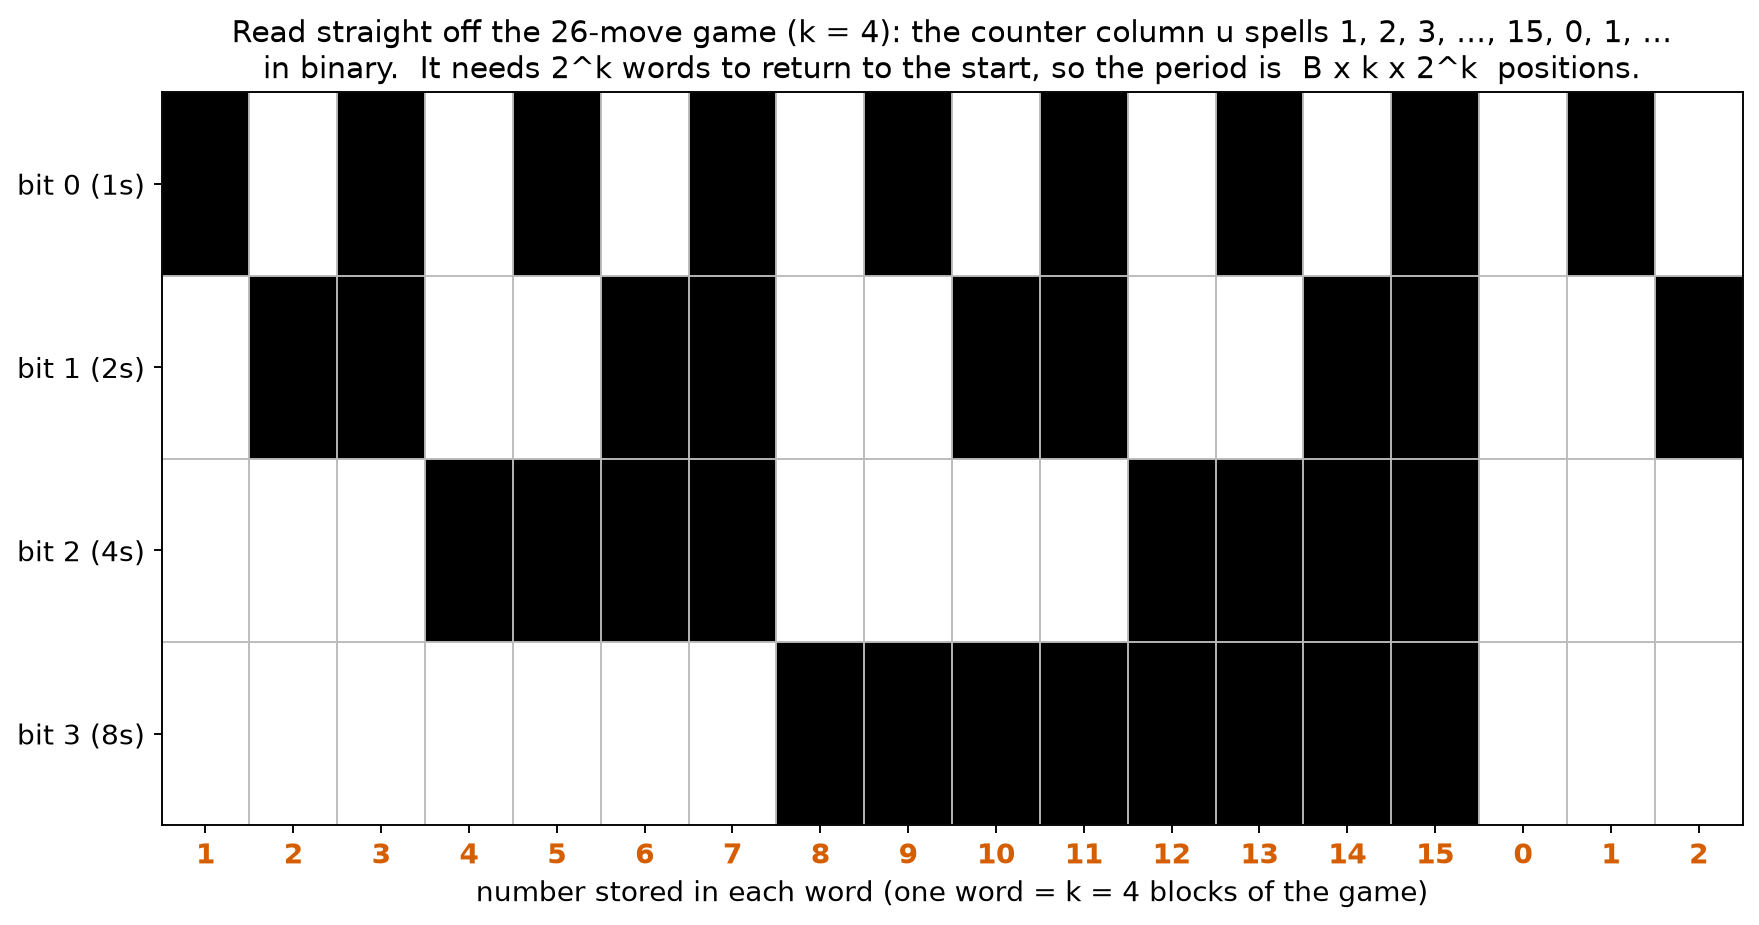 Read straight off the 26-move game (k = 4): the counter column u spells 1, 2, 3, ..., 15, 0, 1, ...
in binary.  It needs 2^k words to return to the start, so the period is  B x k x 2^k  positions.
bit 0 (1s)
bit 1 (2s)
bit 2 (4s)
bit 3 (8s)
1 2 3 4 5 6 7 8 9 10 11 12 13 14 15 0 1 2
number stored in each word (one word = k = 4 blocks of the game)